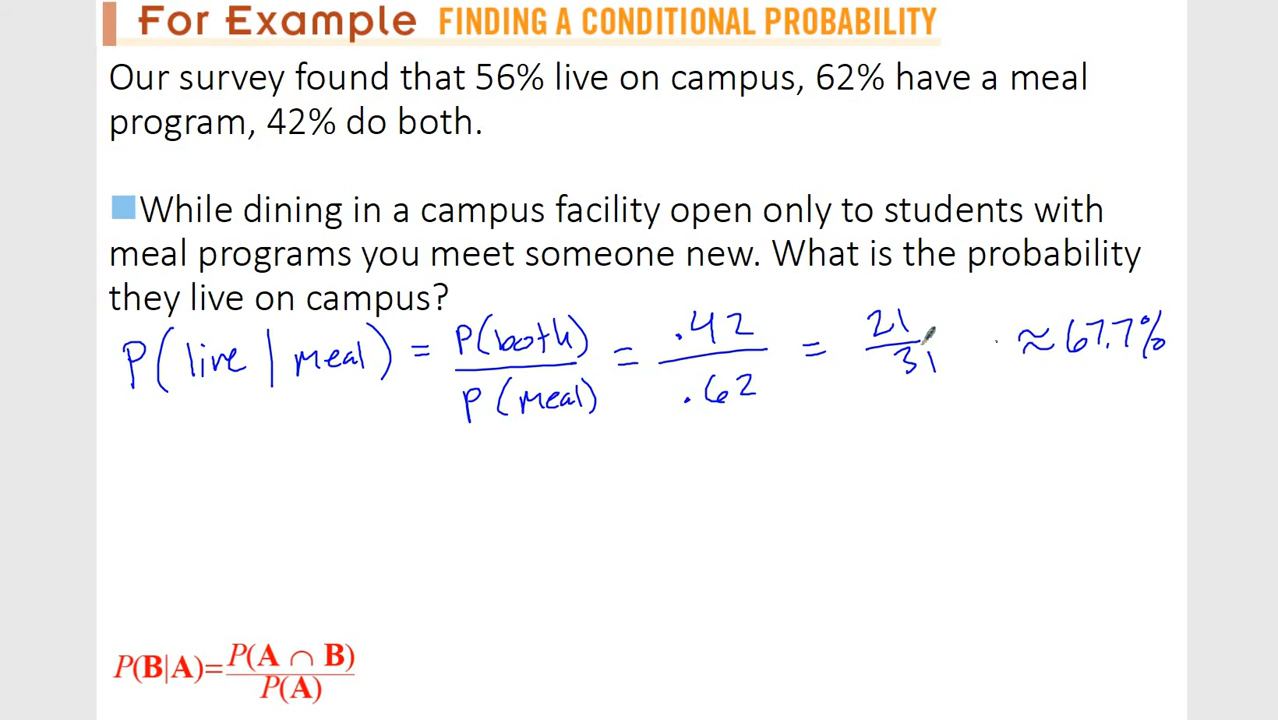 For Example FINDING A CONDITIONAL PROBABILITY
Our survey found that 56% live on campus, 62% have a meal
program, 42% do both.
While dining in a campus facility open only to students with
meal programs you meet someone new. What is the probability
they live on campus?
P(live | meal) = P(both)/P(meal) = .42/.62 = 21/31 ≈ 67.7%
P(B|A)=P(A ∩ B)/P(A)